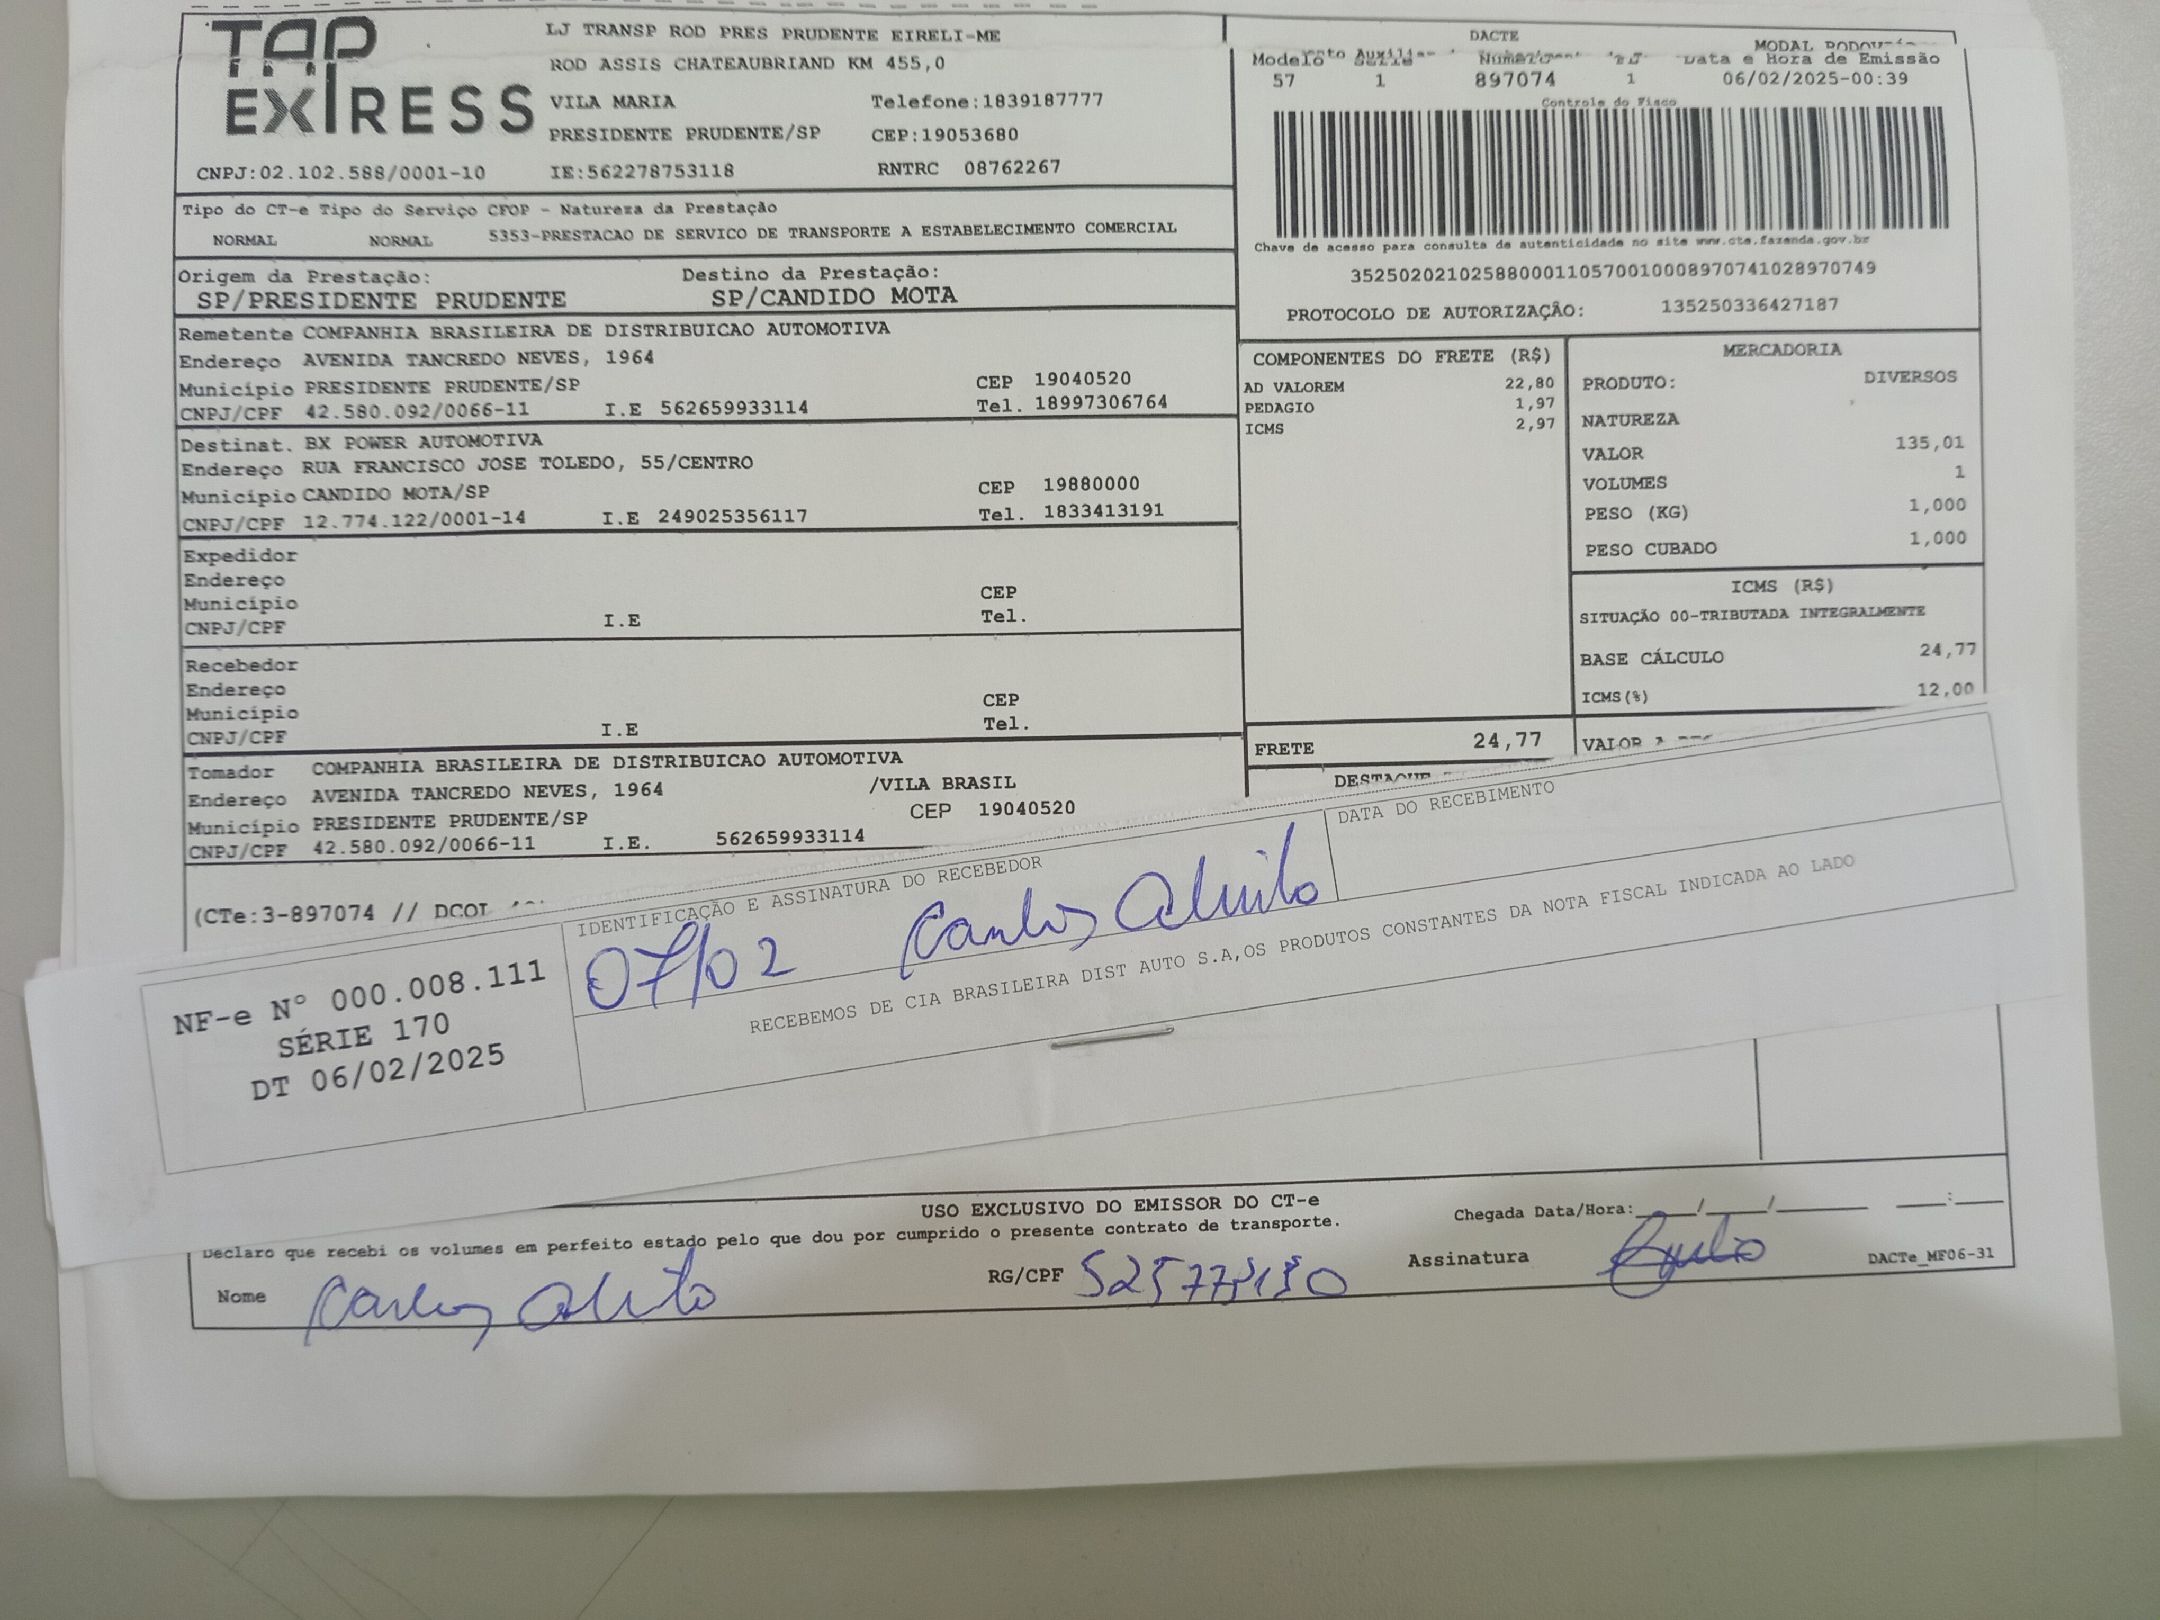 TAP EXPRESS
LJ TRANSP ROD PRES PRUDENTE EIRELI-ME
ROD ASSIS CHATEAUBRIAND KM 455,0
VILA MARIA Telefone:1839187777
PRESIDENTE PRUDENTE/SP CEP:19053680
CNPJ:02.102.588/0001-10 IE:562278753118 RNTRC 08762267
DACTE
MODAL
Modelo Data e Hora de Emissão
57 1 897074 1 06/02/2025-00:39
Controle do Fisco
Chave de acesso para consulta de autenticidade no site www.cte.fazenda.gov.br
35250202102588000110570010008970741028970749
PROTOCOLO DE AUTORIZAÇÃO: 135250336427187
Tipo do CT-e Tipo do Serviço CFOP - Natureza da Prestação
NORMAL NORMAL 5353-PRESTACAO DE SERVICO DE TRANSPORTE A ESTABELECIMENTO COMERCIAL
Origem da Prestação: Destino da Prestação:
SP/PRESIDENTE PRUDENTE SP/CANDIDO MOTA
Remetente COMPANHIA BRASILEIRA DE DISTRIBUICAO AUTOMOTIVA
Endereço AVENIDA TANCREDO NEVES, 1964
Município PRESIDENTE PRUDENTE/SP CEP 19040520
CNPJ/CPF 42.580.092/0066-11 I.E 562659933114 Tel. 18997306764
Destinat. BX POWER AUTOMOTIVA
Endereço RUA FRANCISCO JOSE TOLEDO, 55/CENTRO
Município CANDIDO MOTA/SP CEP 19880000
CNPJ/CPF 12.774.122/0001-14 I.E 249025356117 Tel. 1833413191
Expedidor
Endereço
Município CEP
CNPJ/CPF I.E Tel.
Recebedor
Endereço
Município CEP
CNPJ/CPF I.E Tel.
Tomador COMPANHIA BRASILEIRA DE DISTRIBUICAO AUTOMOTIVA
Endereço AVENIDA TANCREDO NEVES, 1964 /VILA BRASIL
Município PRESIDENTE PRUDENTE/SP CEP 19040520
CNPJ/CPF 42.580.092/0066-11 I.E. 562659933114
COMPONENTES DO FRETE (R$)
AD VALOREM 22,80
PEDAGIO 1,97
ICMS 2,97
FRETE 24,77
MERCADORIA
PRODUTO: DIVERSOS
NATUREZA
VALOR 135,01
VOLUMES 1
PESO (KG) 1,000
PESO CUBADO 1,000
ICMS (R$)
SITUAÇÃO 00-TRIBUTADA INTEGRALMENTE
BASE CÁLCULO 24,77
ICMS(%) 12,00
VALOR
DESTAQUE
(CTe:3-897074 // DCOL
NF-e N° 000.008.111
SÉRIE 170
DT 06/02/2025
IDENTIFICAÇÃO E ASSINATURA DO RECEBEDOR
DATA DO RECEBIMENTO
07/02 Carlos
RECEBEMOS DE CIA BRASILEIRA DIST AUTO S.A,OS PRODUTOS CONSTANTES DA NOTA FISCAL INDICADA AO LADO
USO EXCLUSIVO DO EMISSOR DO CT-e
Declaro que recebi os volumes em perfeito estado pelo que dou por cumprido o presente contrato de transporte.
Chegada Data/Hora:____/____/______ ____:____
Nome Carlos
RG/CPF
Assinatura
DACTe_MF06-31